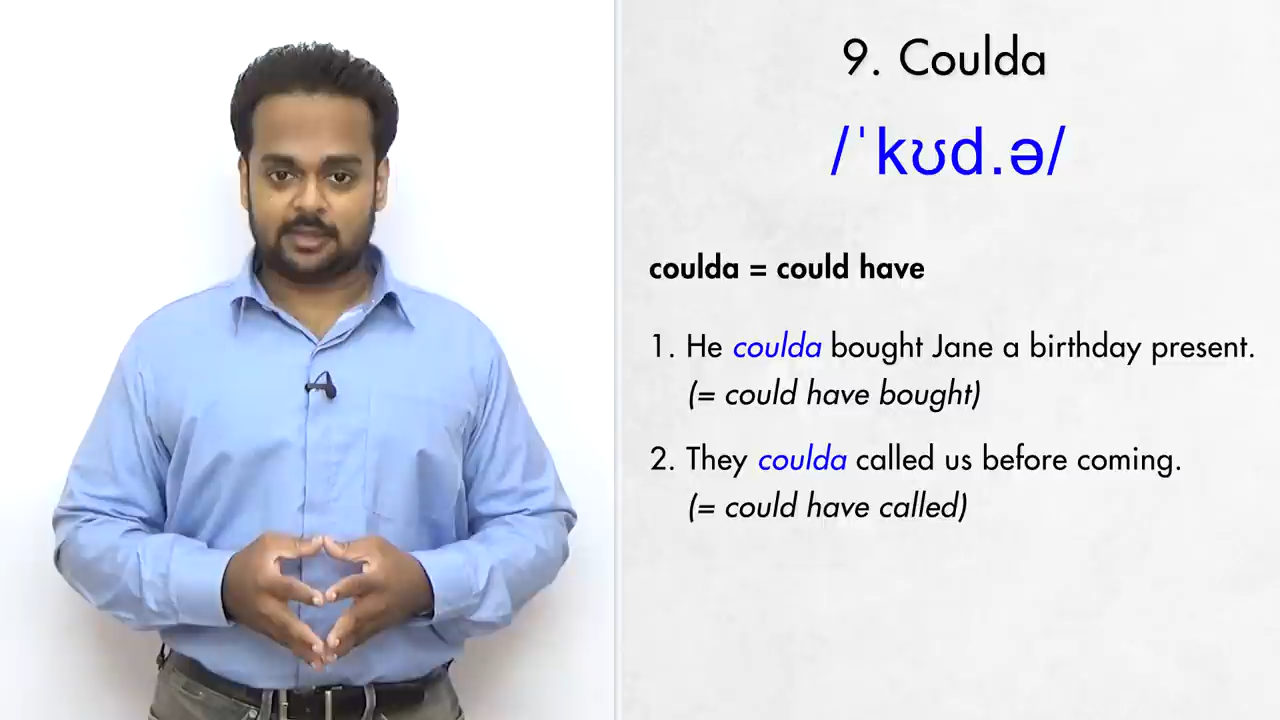 9. Coulda
/ˈkʊd.ə/
coulda = could have
1. He coulda bought Jane a birthday present.
(= could have bought)
2. They coulda called us before coming.
(= could have called)